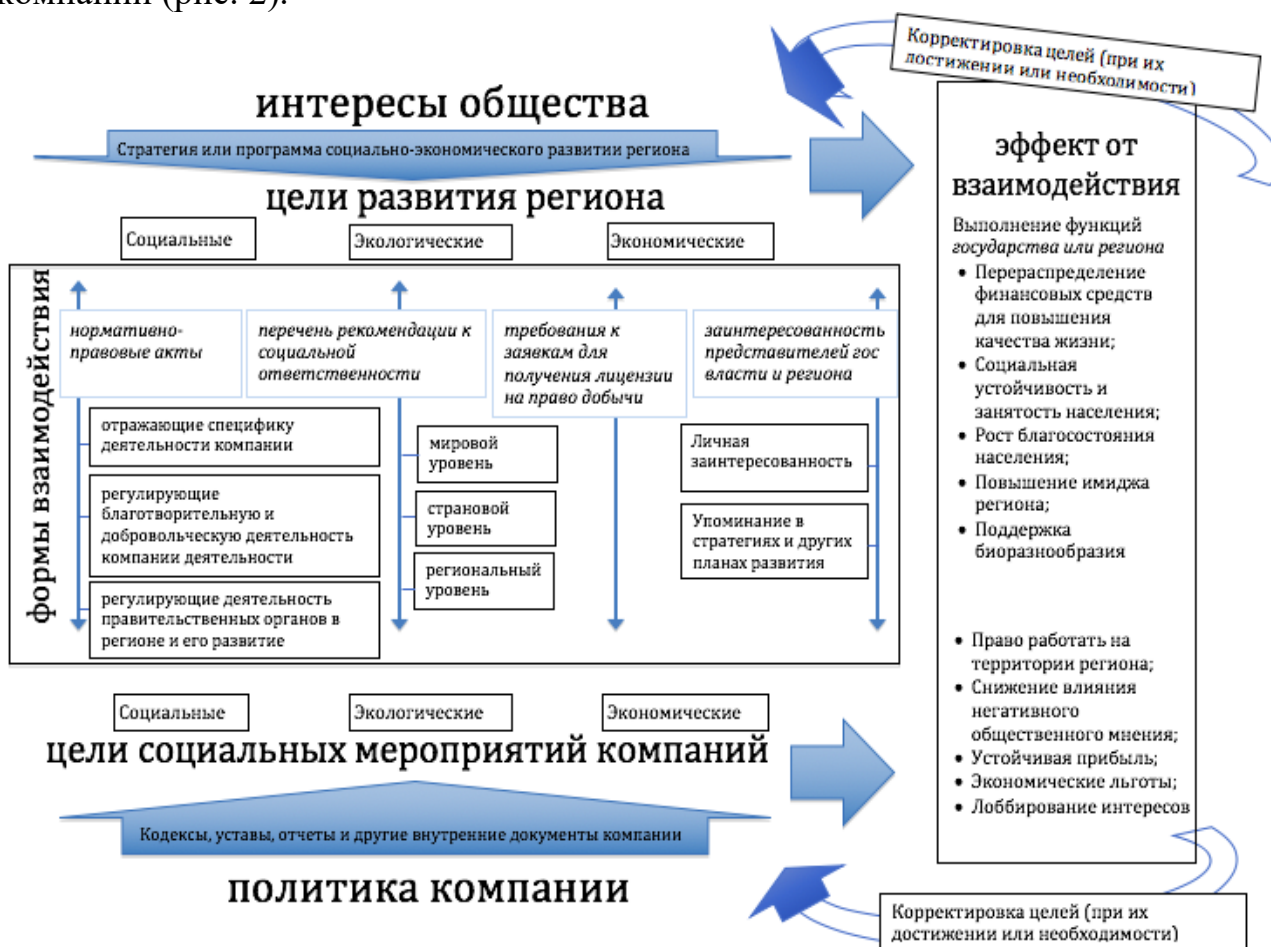 компании (рис. 2).
Корректировка целей (при их
достижении или необходимости)
интересы общества
Стратегия или программа социально-экономического развитии региона
цели развития региона
Социальные
Экологические
Экономические
формы взаимодействия
нормативно-
правовые акты
перечень рекомендации к
социальной
ответственности
требования к
заявкам для
получения лицензии
на право добычи
заинтересованность
представителей гос
власти и региона
отражающие специфику
деятельности компании
регулирующие
благотворительную и
добровольческую деятельность
компании деятельности
регулирующие деятельность
правительственных органов в
регионе и его развитие
мировой
уровень
страновой
уровень
региональный
уровень
Личная
заинтересованность
Упоминание в
стратегиях и других
планах развития
Социальные
Экологические
Экономические
цели социальных мероприятий компаний
Кодексы, уставы, отчеты и другие внутренние документы компании
политика компании
эффект от
взаимодействия
Выполнение функций
государства или региона
• Перераспределение
финансовых средств
для повышения
качества жизни;
• Социальная
устойчивость и
занятость населения;
• Рост благосостояния
населения;
• Повышение имиджа
региона;
• Поддержка
биоразнообразия
• Право работать на
территории региона;
• Снижение влияния
негативного
общественного мнения;
• Устойчивая прибыль;
• Экономические льготы;
• Лоббирование интересов
Корректировка целей (при их
достижении или необходимости)